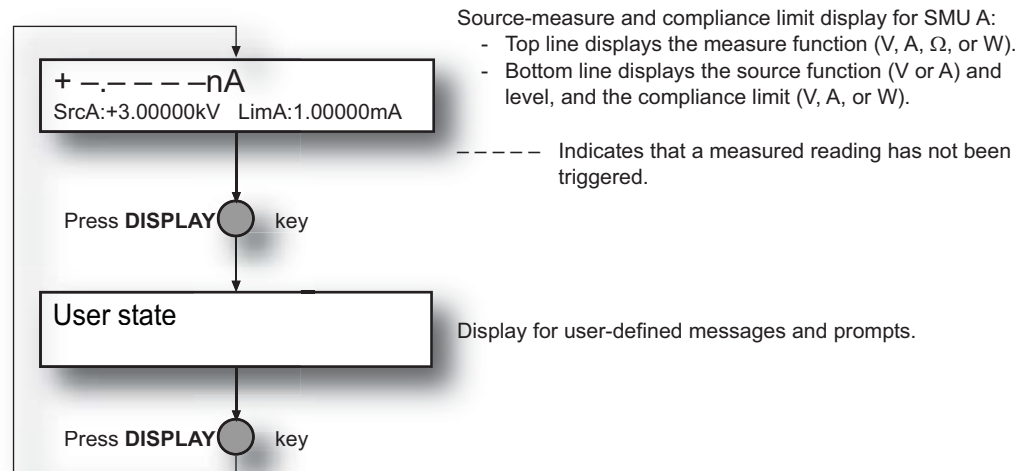 Source-measure and compliance limit display for SMU A:
- Top line displays the measure function (V, A, Ω, or W).
- Bottom line displays the source function (V or A) and
level, and the compliance limit (V, A, or W).
+ –.– – – –nA
SrcA:+3.00000kV LimA:1.00000mA
– – – – – Indicates that a measured reading has not been
triggered.
Press DISPLAY key
User state
Display for user-defined messages and prompts.
Press DISPLAY key